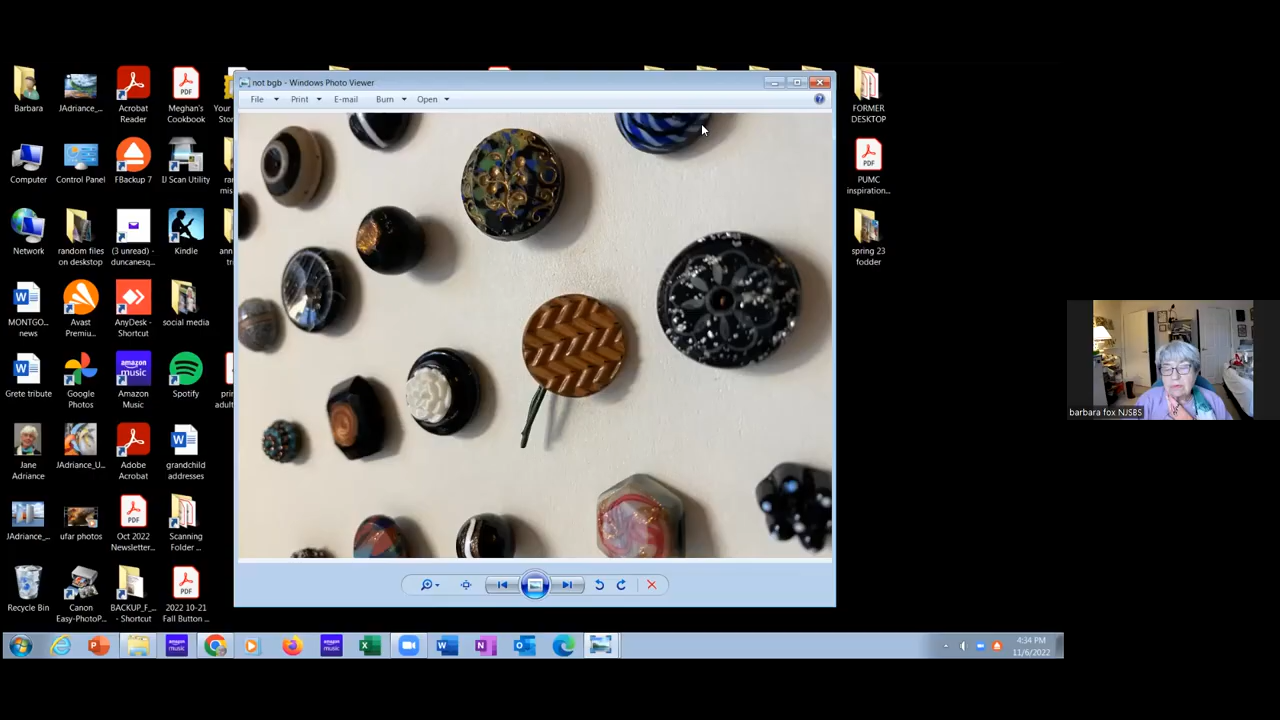 not bgb - Windows Photo Viewer
File Print E-mail Burn Open
Barbara
JAdriance_...
Acrobat
Reader
Meghan's
Cookbook
Your
FORMER
DESKTOP
Computer
Control Panel
FBackup 7
IJ Scan Utility
PUMC
inspiration...
Network
random files
on deskstop
(3 unread) -
duncanesq...
Kindle
spring 23
fodder
MONTGO...
news
Avast
Premiu...
AnyDesk -
Shortcut
social media
Grete tribute
Google
Photos
Amazon
Music
Spotify
barbara fox NJSBS
Jane
Adriance
JAdriance_U...
Adobe
Acrobat
grandchild
addresses
JAdriance_...
ufar photos
Oct 2022
Newsletter...
Scanning
Folder ...
Recycle Bin
Canon
Easy-PhotoP...
BACKUP_F_...
- Shortcut
2022 10-21
Fall Button ...
4:34 PM
11/6/2022